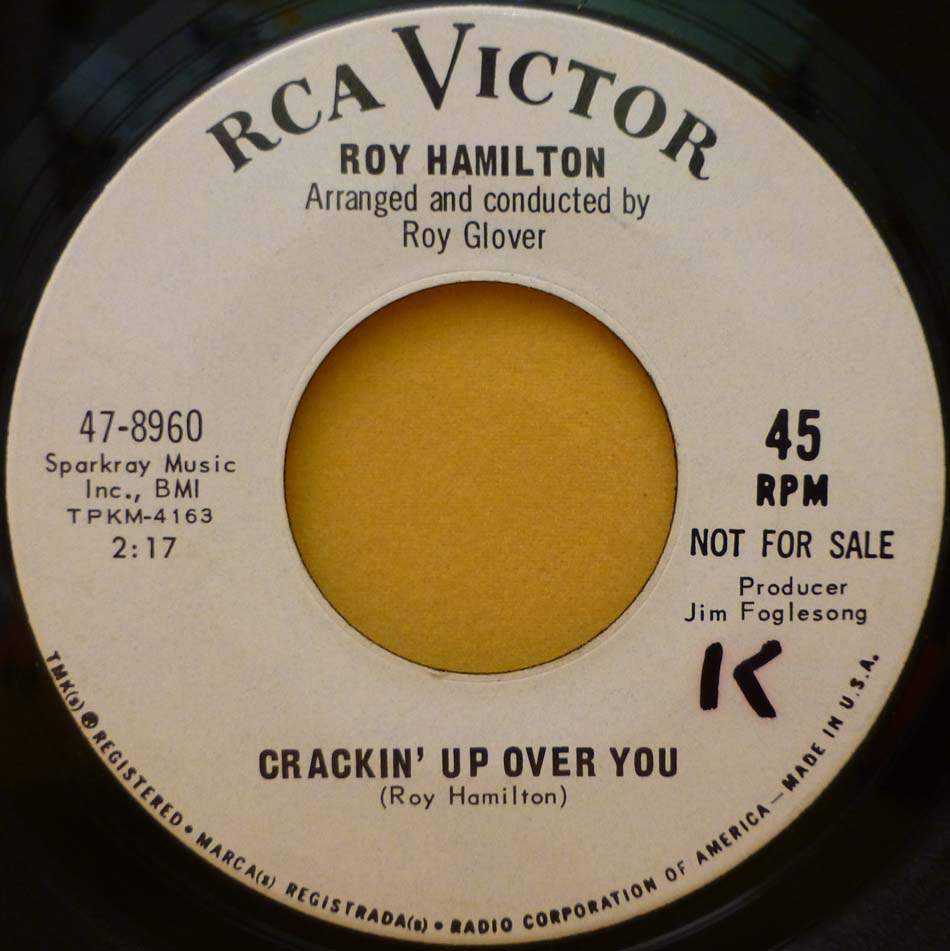 RCA VICTOR
ROY HAMILTON
Arranged and conducted by
Roy Glover
47-8960
Sparkray Music
Inc., BMI
TPKM-4163
2:17
45
RPM
NOT FOR SALE
Producer
Jim Foglesong
K
CRACKIN' UP OVER YOU
(Roy Hamilton)
TMK(s) ® REGISTERED • MARCA(s) REGISTRADA(s) • RADIO CORPORATION OF AMERICA — MADE IN U.S.A.